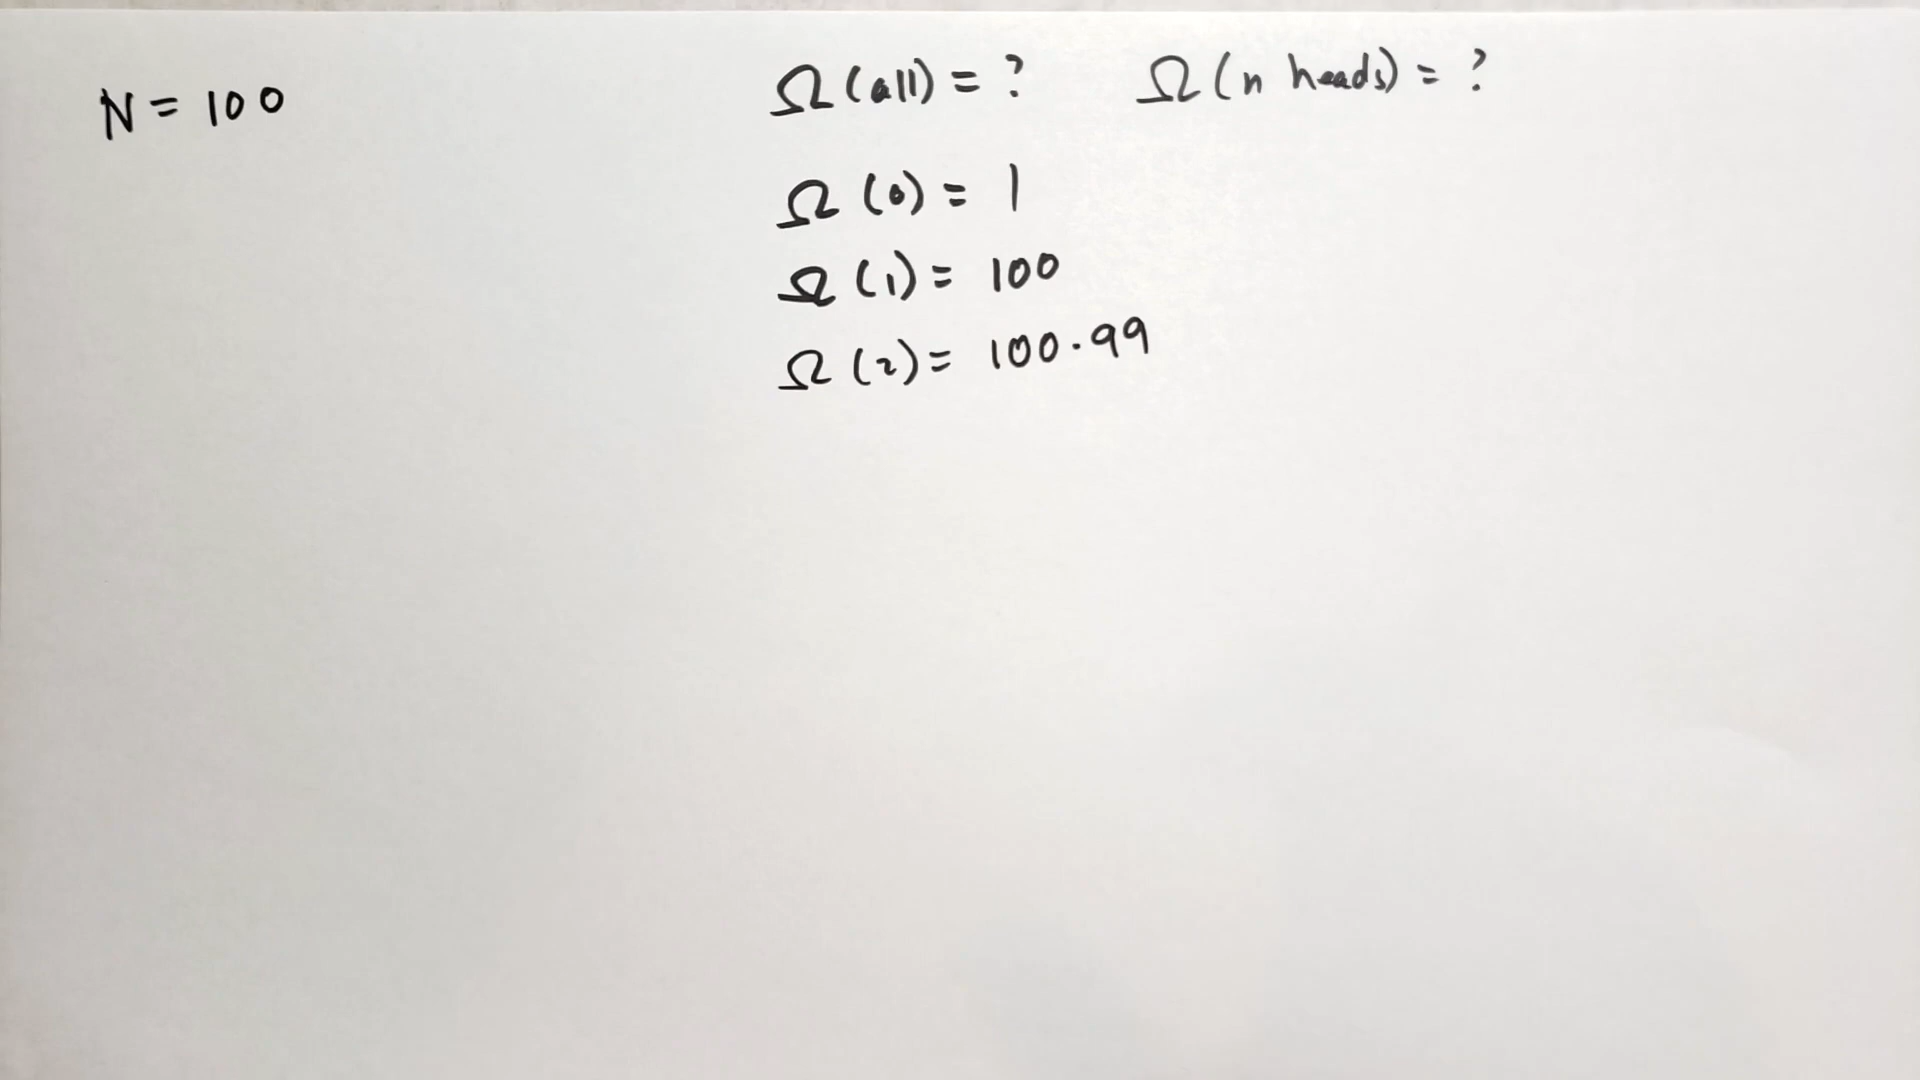 N = 100
Ω(all) = ? Ω(n heads) = ?
Ω(0) = 1
Ω(1) = 100
Ω(2) = 100·99